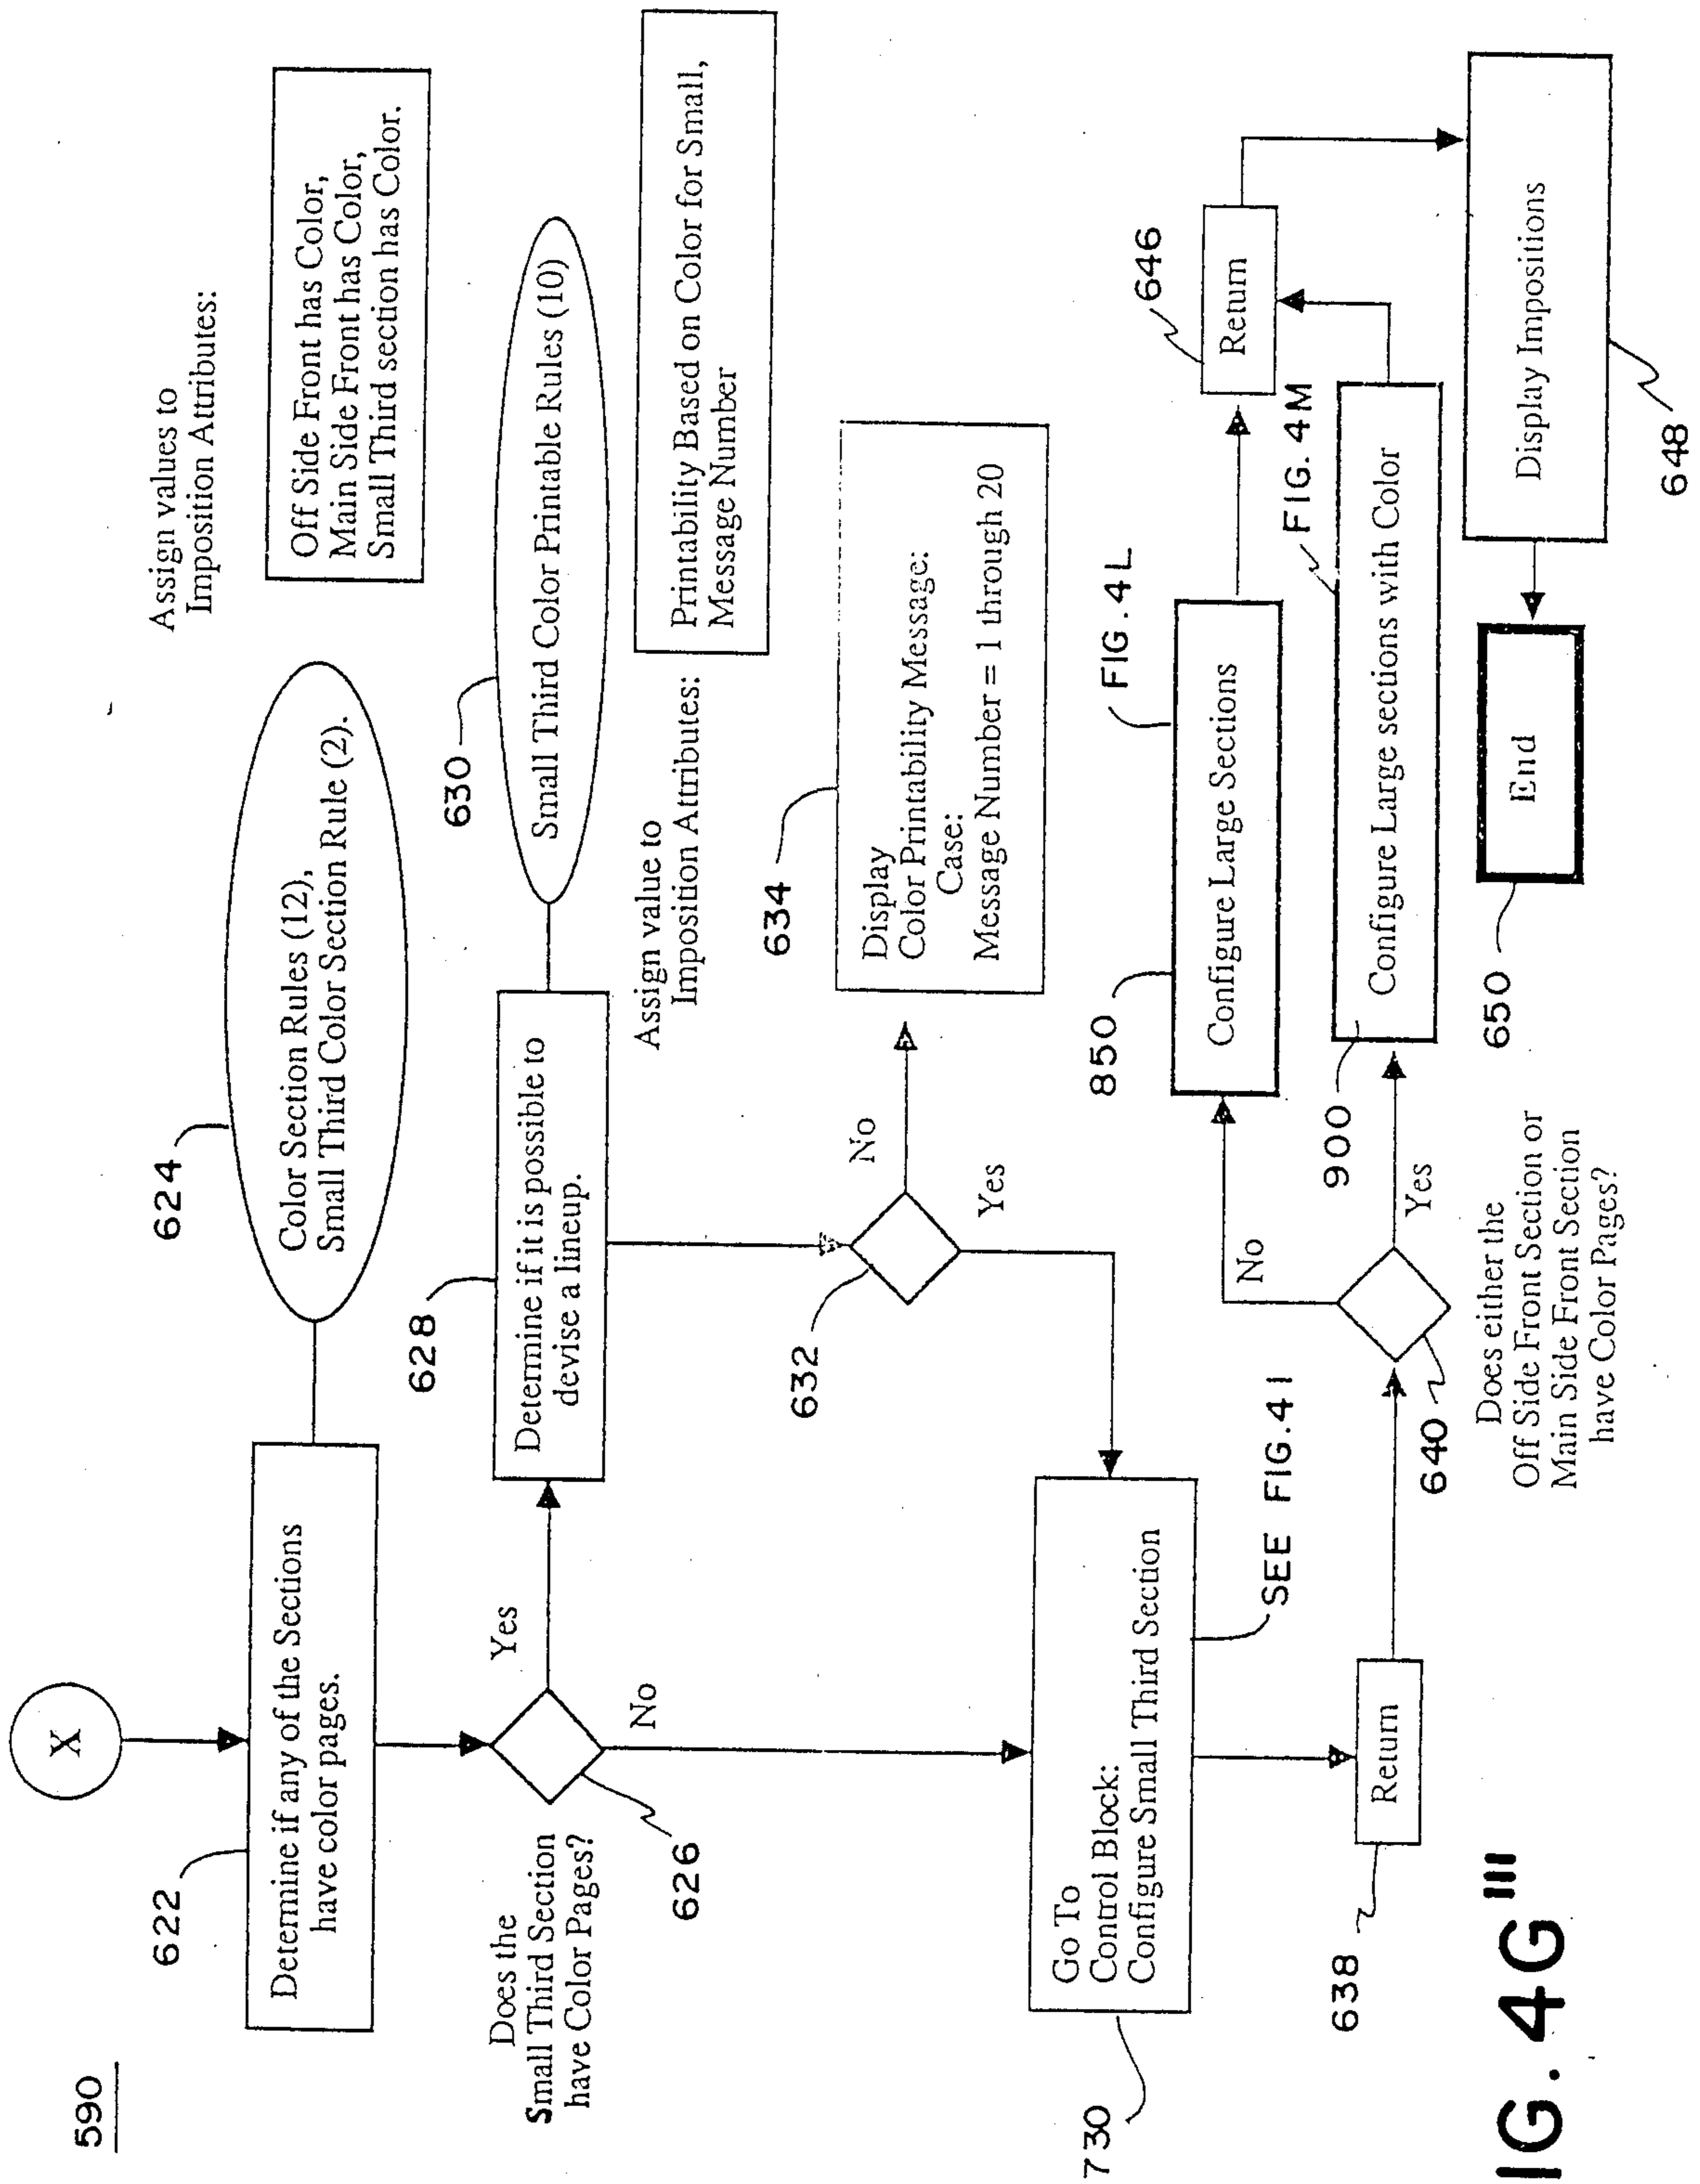 590
X
622
Determine if any of the Sections
have color pages.
624
Color Section Rules (12),
Small Third Color Section Rule (2).
Assign values to
Imposition Attributes:
Off Side Front has Color,
Main Side Front has Color,
Small Third section has Color.
Does the
Small Third Section
have Color Pages?
626
Yes
No
628
Determine if it is possible to
devise a lineup.
630
Small Third Color Printable Rules (10)
Assign value to
Imposition Attributes:
Printability Based on Color for Small,
Message Number
632
No
Yes
634
Display
Color Printability Message:
Case:
Message Number = 1 through 20
730
Go To
Control Block:
Configure Small Third Section
SEE FIG. 4I
638
Return
640
Does either the
Off Side Front Section or
Main Side Front Section
have Color Pages?
No
Yes
850
Configure Large Sections
FIG. 4L
900
Configure Large sections with Color
FIG. 4M
646
Return
Display Impositions
648
650
End
IG. 4G'''